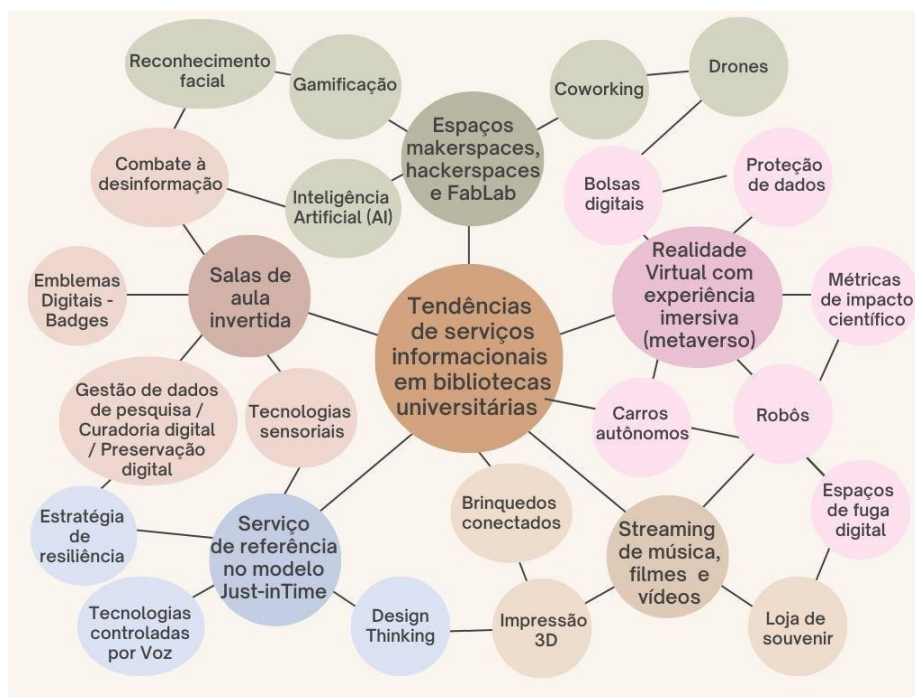 Reconhecimento
facial
Gamificação
Espaços
makerspaces,
hackerspaces
e FabLab
Coworking
Drones
Combate à
desinformação
Inteligência
Artificial (AI)
Bolsas
digitais
Proteção
de dados
Emblemas
Digitais -
Badges
Salas de
aula
invertida
Tendências
de serviços
informacionais
em bibliotecas
universitárias
Realidade
Virtual com
experiência
imersiva
(metaverso)
Métricas
de impacto
científico
Gestão de dados
de pesquisa /
Curadoria digital
/ Preservação
digital
Tecnologias
sensoriais
Carros
autônomos
Robôs
Estratégia
de
resiliência
Serviço
de referência
no modelo
Just-inTime
Brinquedos
conectados
Streaming
de música,
filmes e
vídeos
Espaços
de fuga
digital
Tecnologias
controladas
por Voz
Design
Thinking
Impressão
3D
Loja de
souvenir